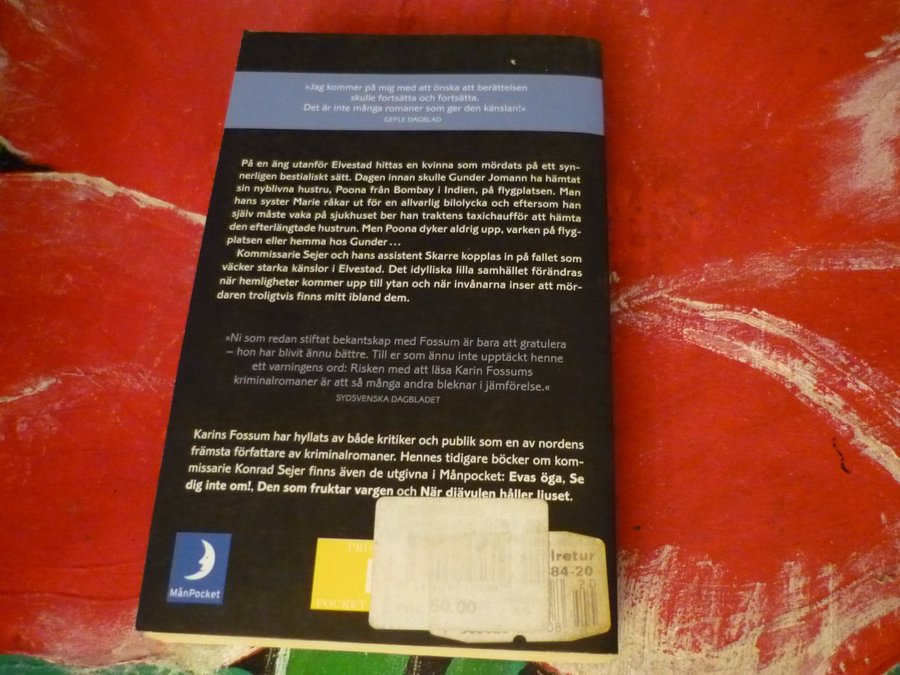 »Jag kommer på mig med att önska att berättelsen
skulle fortsätta och fortsätta.
Det är inte många romaner som ger den känslan!«
GEFLE DAGBLAD
På en äng utanför Elvestad hittas en kvinna som mördats på ett syn-
nerligen bestialiskt sätt. Dagen innan skulle Gunder Jomann ha hämtat
sin nyblivna hustru, Poona från Bombay i Indien, på flygplatsen. Man
hans syster Marie råkar ut för en allvarlig bilolycka och eftersom han
själv måste vaka på sjukhuset ber han traktens taxichaufför att hämta
den efterlängtade hustrun. Men Poona dyker aldrig upp, varken på flyg-
platsen eller hemma hos Gunder ...
Kommissarie Sejer och hans assistent Skarre kopplas in på fallet som
väcker starka känslor i Elvestad. Det idylliska lilla samhället förändras
när hemligheter kommer upp till ytan och när invånarna inser att mör-
daren troligtvis finns mitt ibland dem.
»Ni som redan stiftat bekantskap med Fossum är bara att gratulera
– hon har blivit ännu bättre. Till er som ännu inte upptäckt henne
ett varningens ord: Risken med att läsa Karin Fossums
kriminalromaner är att så många andra bleknar i jämförelse.«
SYDSVENSKA DAGBLADET
Karins Fossum har hyllats av både kritiker och publik som en av nordens
främsta författare av kriminalromaner. Hennes tidigare böcker om kom-
missarie Konrad Sejer finns även de utgivna i Månpocket: Evas öga, Se
dig inte om!, Den som fruktar vargen och När djävulen håller ljuset.
MånPocket
PRIS
POCKET
60.00
lretur
84-20